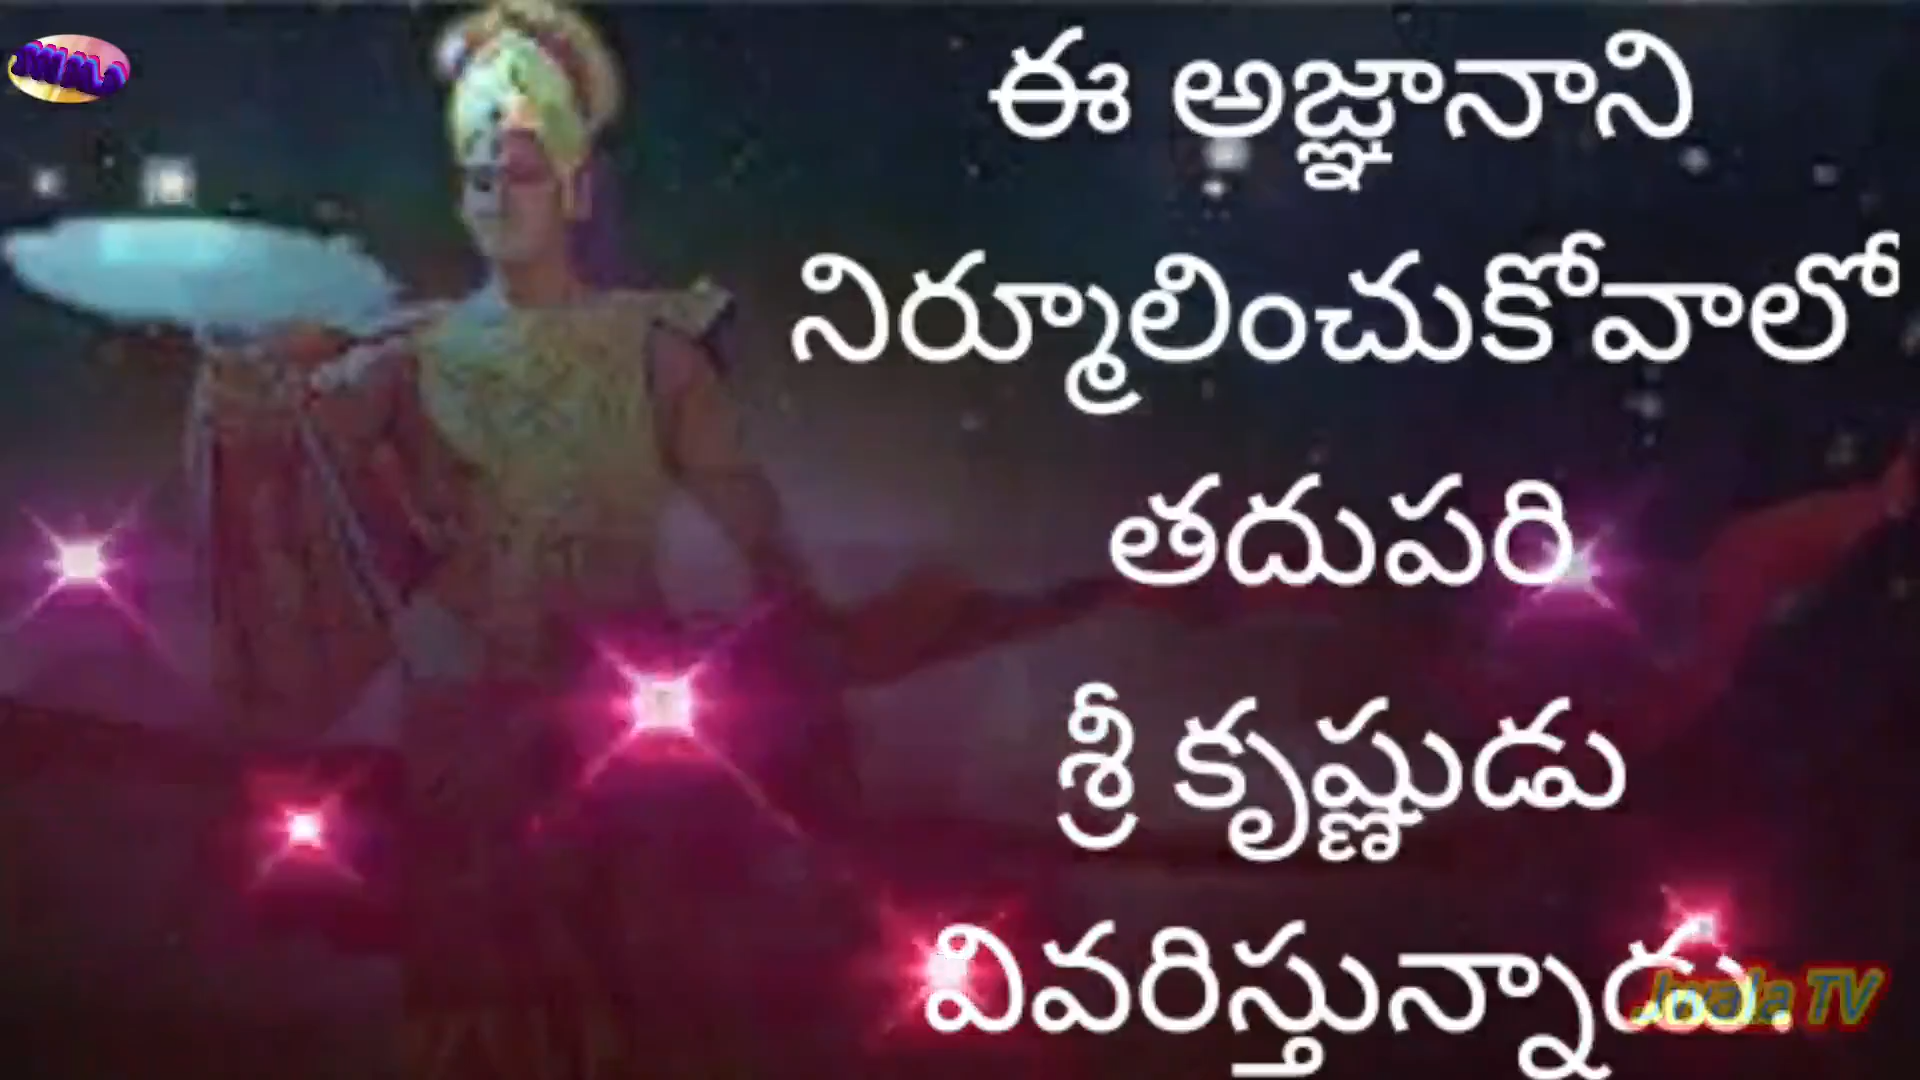 ఈ అజ్ఞానాని
నిర్మూలించుకోవాలో
తదుపరి
శ్రీ కృష్ణుడు
వివరిస్తున్నాడు.
Jwala TV